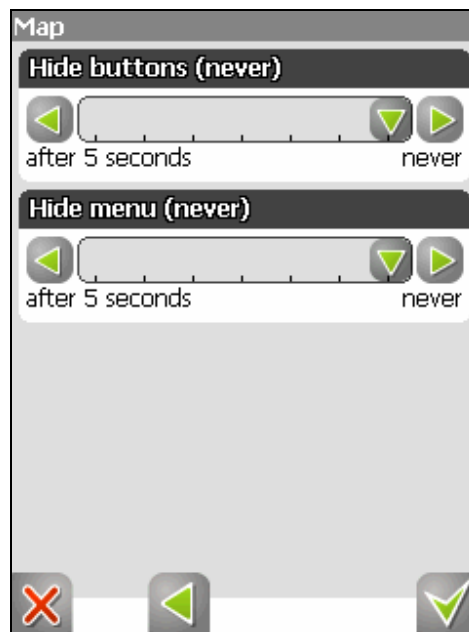 Map
Hide buttons (never)
after 5 seconds never
Hide menu (never)
after 5 seconds never